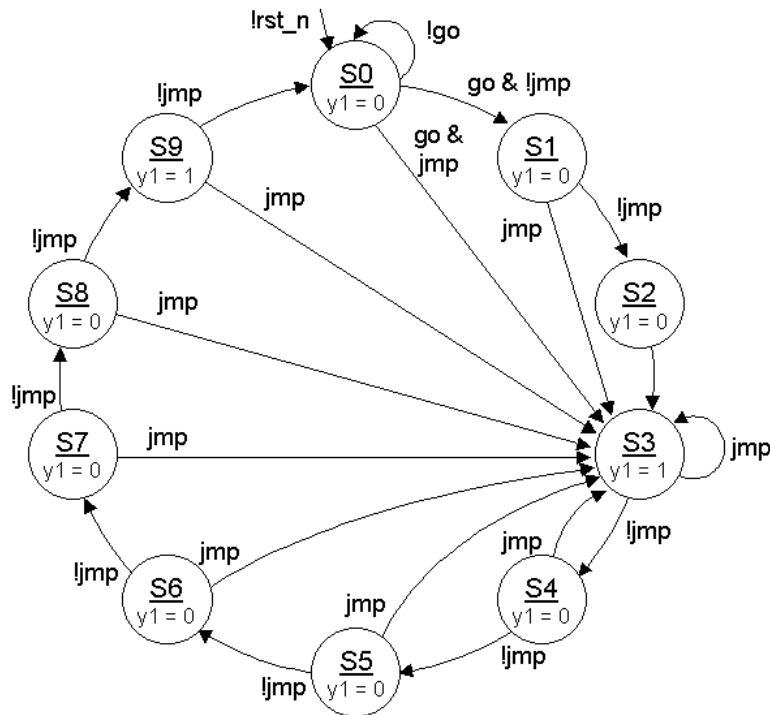 !rst_n
!go
S0
y1 = 0
go & !jmp
!jmp
go &
jmp
S9
y1 = 1
S1
y1 = 0
jmp
jmp
!jmp
!jmp
S8
y1 = 0
jmp
S2
y1 = 0
!jmp
S7
y1 = 0
jmp
S3
y1 = 1
jmp
!jmp
jmp
S6
y1 = 0
jmp
jmp
!jmp
S4
y1 = 0
!jmp
S5
y1 = 0
!jmp